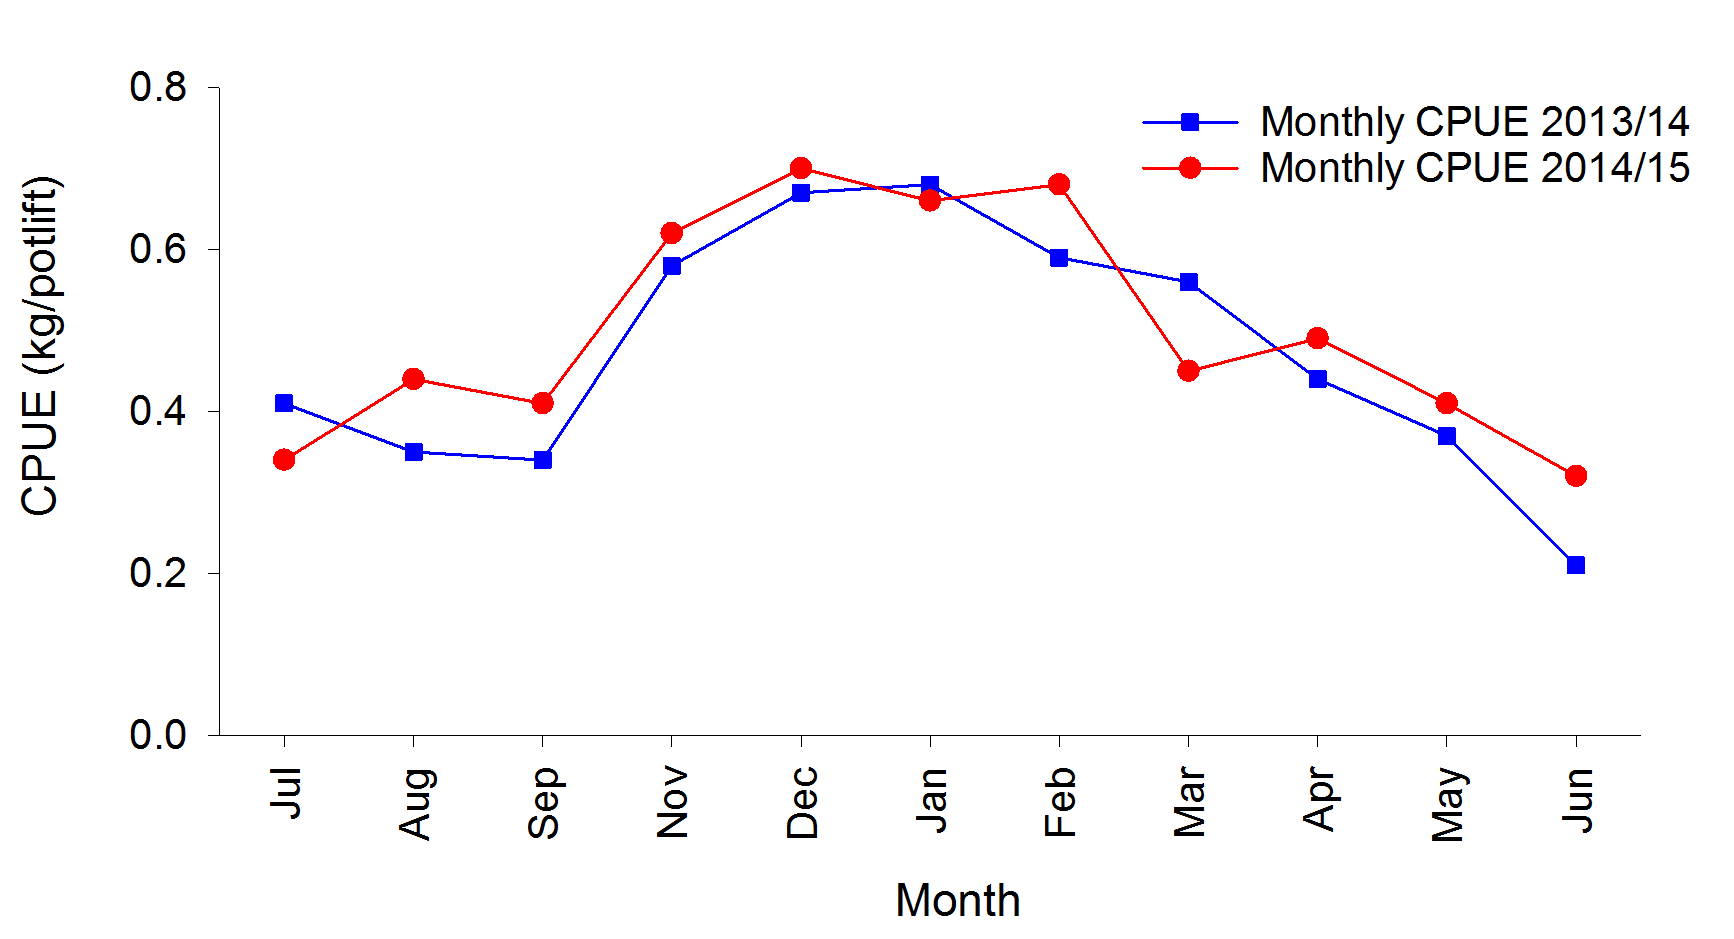 Monthly CPUE 2013/14
Monthly CPUE 2014/15
CPUE (kg/potlift)
0.8
0.6
0.4
0.2
0.0
Jul
Aug
Sep
Nov
Dec
Jan
Feb
Mar
Apr
May
Jun
Month